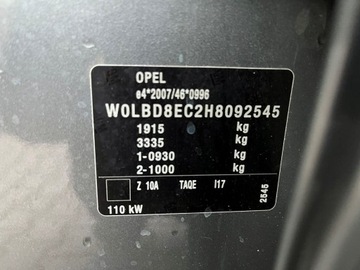 OPEL
e4*2007/46*0996
W0LBD8EC2H8092545
1915 kg
3335 kg
1-0930 kg
2-1000 kg
Z 10A TAQE I17
2545
110 kW